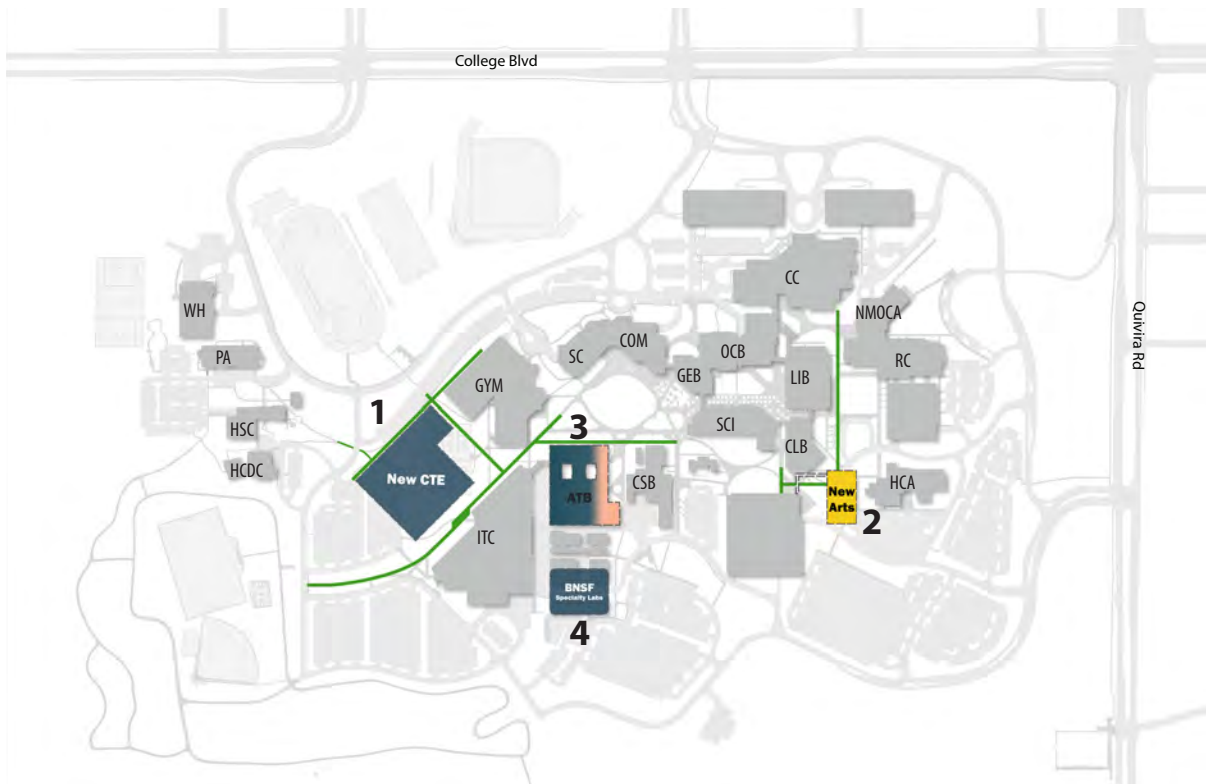 College Blvd
Quivira Rd
CC
NMOCA
WH
COM
OCB
SC
PA
RC
GEB
LIB
GYM
1
SCI
HSC
3
CLB
HCDC
New CTE
ATB
CSB
New
Arts
HCA
2
ITC
BNSF
Specialty Labs
4